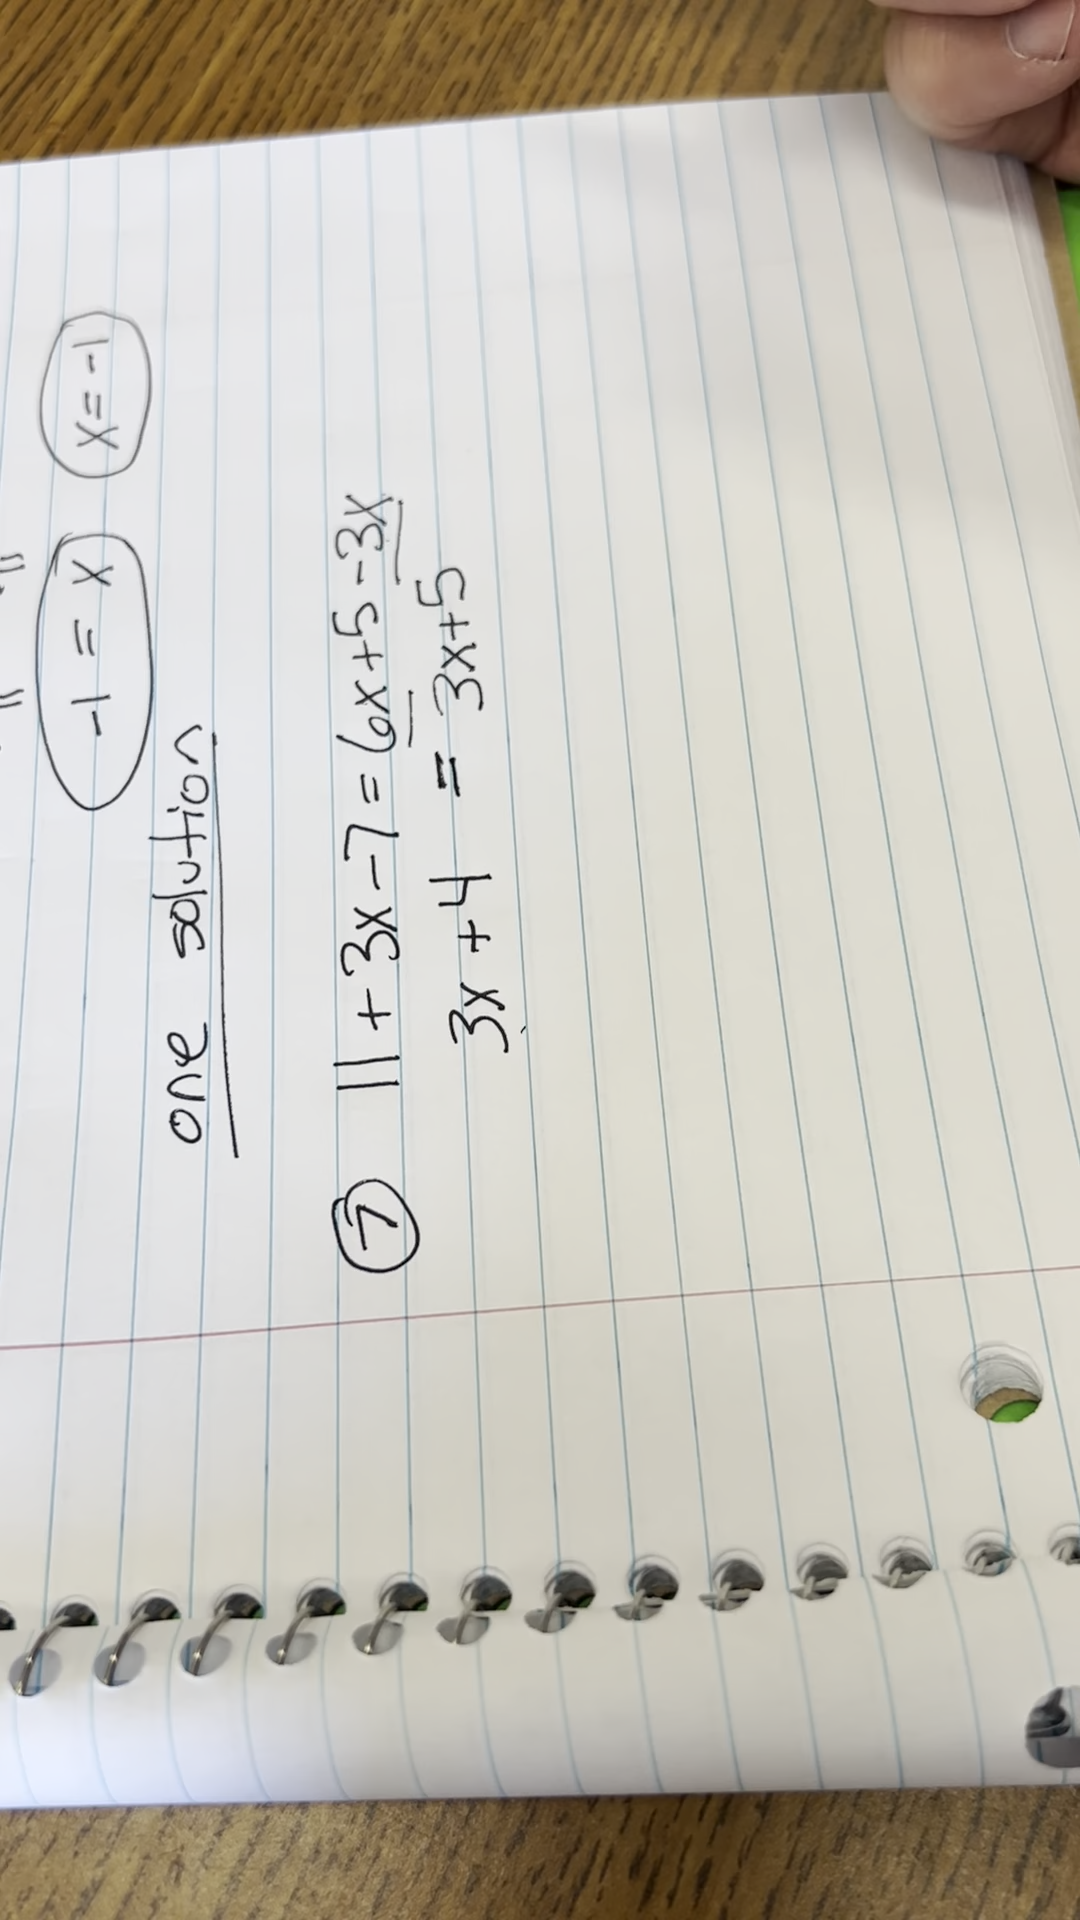 -1 = x x = -1
one solution
7 11 + 3x - 7 = 6x + 5 - 3x
3x + 4 = 3x + 5